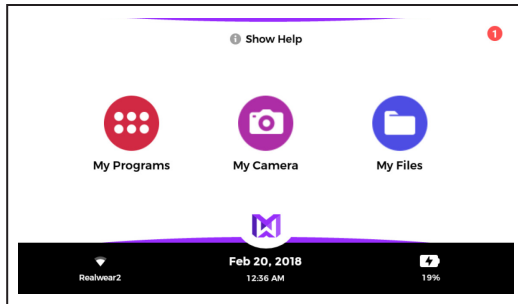 Show Help
1
My Programs
My Camera
My Files
Feb 20, 2018
Realwear2
12:36 AM
19%